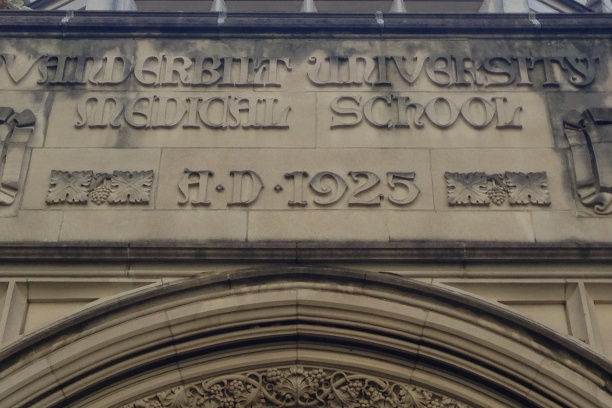 VANDERBILT UNIVERSITY
MEDICAL SCHOOL
A·D·1925